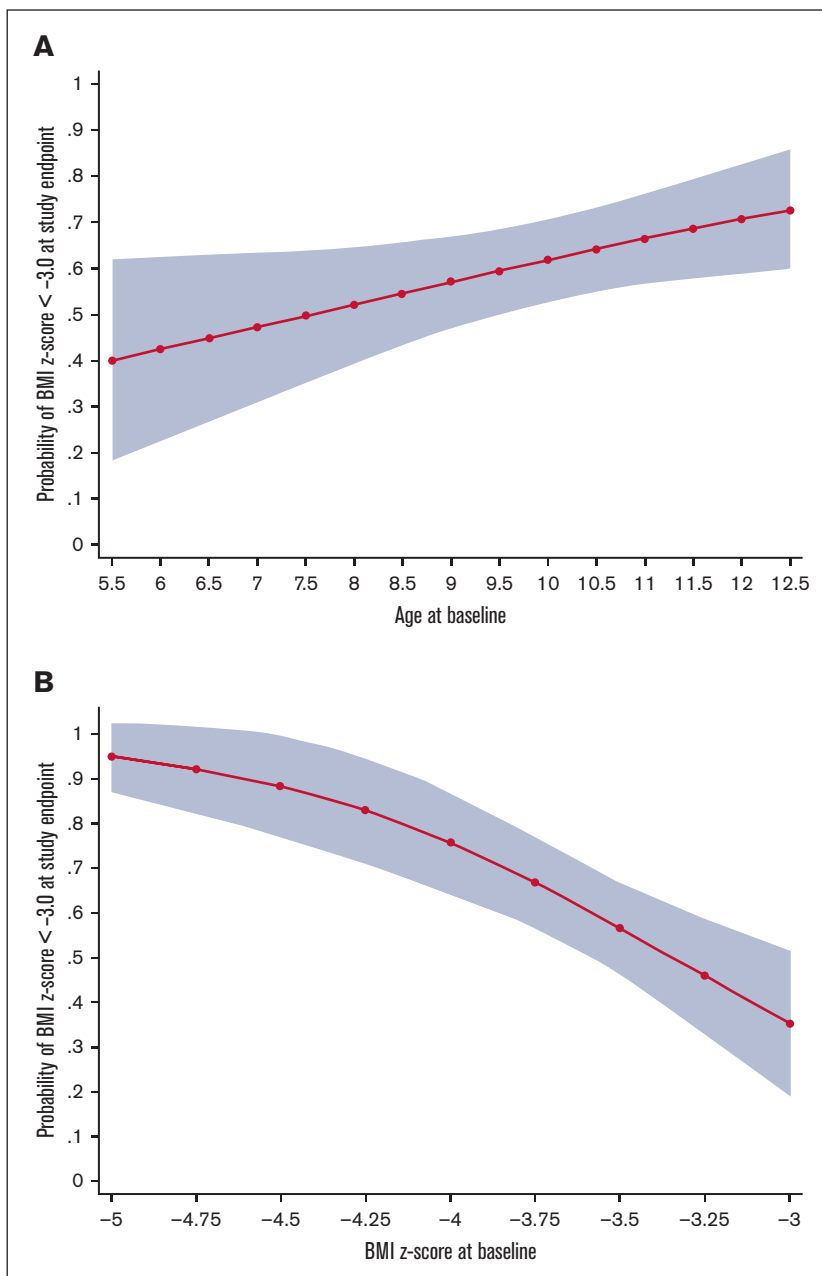 A
Probability of BMI z-score < −3.0 at study endpoint
1
.9
.8
.7
.6
.5
.4
.3
.2
.1
0
5.5 6 6.5 7 7.5 8 8.5 9 9.5 10 10.5 11 11.5 12 12.5
Age at baseline
B
Probability of BMI z-score < −3.0 at study endpoint
1
.9
.8
.7
.6
.5
.4
.3
.2
.1
0
−5 −4.75 −4.5 −4.25 −4 −3.75 −3.5 −3.25 −3
BMI z-score at baseline